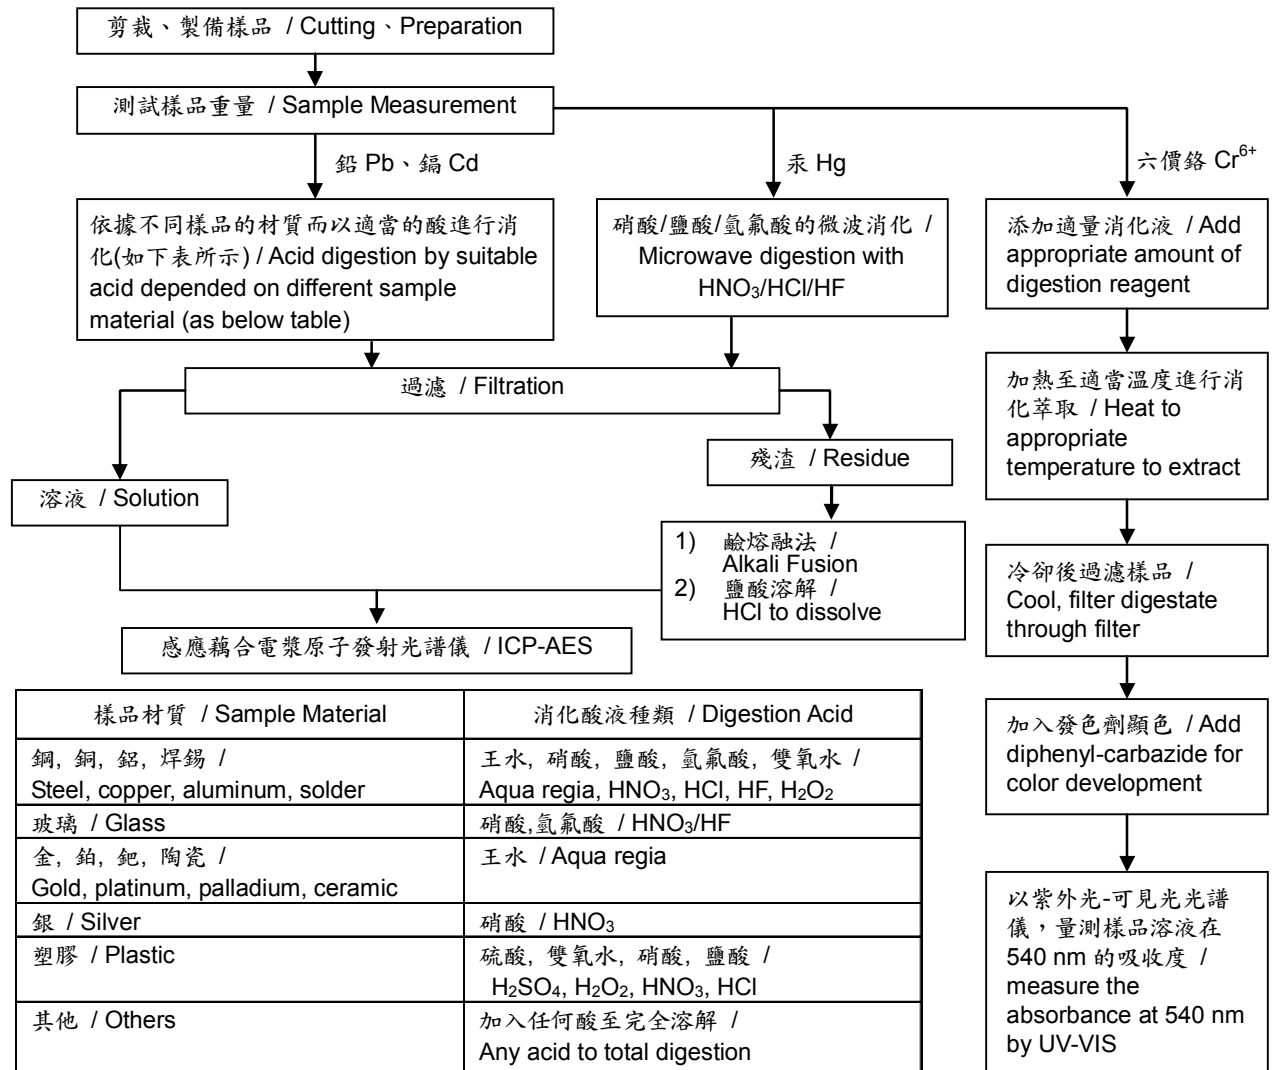 剪裁、製備樣品 / Cutting、Preparation
測試樣品重量 / Sample Measurement
鉛 Pb、鎘 Cd
汞 Hg
六價鉻 Cr⁶⁺
依據不同樣品的材質而以適當的酸進行消
化(如下表所示) / Acid digestion by suitable
acid depended on different sample
material (as below table)
硝酸/鹽酸/氫氟酸的微波消化 /
Microwave digestion with
HNO₃/HCl/HF
添加適量消化液 / Add
appropriate amount of
digestion reagent
過濾 / Filtration
加熱至適當溫度進行消
化萃取 / Heat to
appropriate
temperature to extract
殘渣 / Residue
溶液 / Solution
1) 鹼熔融法 /
Alkali Fusion
2) 鹽酸溶解 /
HCl to dissolve
冷卻後過濾樣品 /
Cool, filter digestate
through filter
感應藕合電漿原子發射光譜儀 / ICP-AES
加入發色劑顯色 / Add
diphenyl-carbazide for
color development
以紫外光-可見光光譜
儀，量測樣品溶液在
540 nm 的吸收度 /
measure the
absorbance at 540 nm
by UV-VIS
樣品材質 / Sample Material
消化酸液種類 / Digestion Acid
鋼, 銅, 鋁, 焊錫 /
Steel, copper, aluminum, solder
王水, 硝酸, 鹽酸, 氫氟酸, 雙氧水 /
Aqua regia, HNO₃, HCl, HF, H₂O₂
玻璃 / Glass
硝酸,氫氟酸 / HNO₃/HF
金, 鉑, 鈀, 陶瓷 /
Gold, platinum, palladium, ceramic
王水 / Aqua regia
銀 / Silver
硝酸 / HNO₃
塑膠 / Plastic
硫酸, 雙氧水, 硝酸, 鹽酸 /
H₂SO₄, H₂O₂, HNO₃, HCl
其他 / Others
加入任何酸至完全溶解 /
Any acid to total digestion